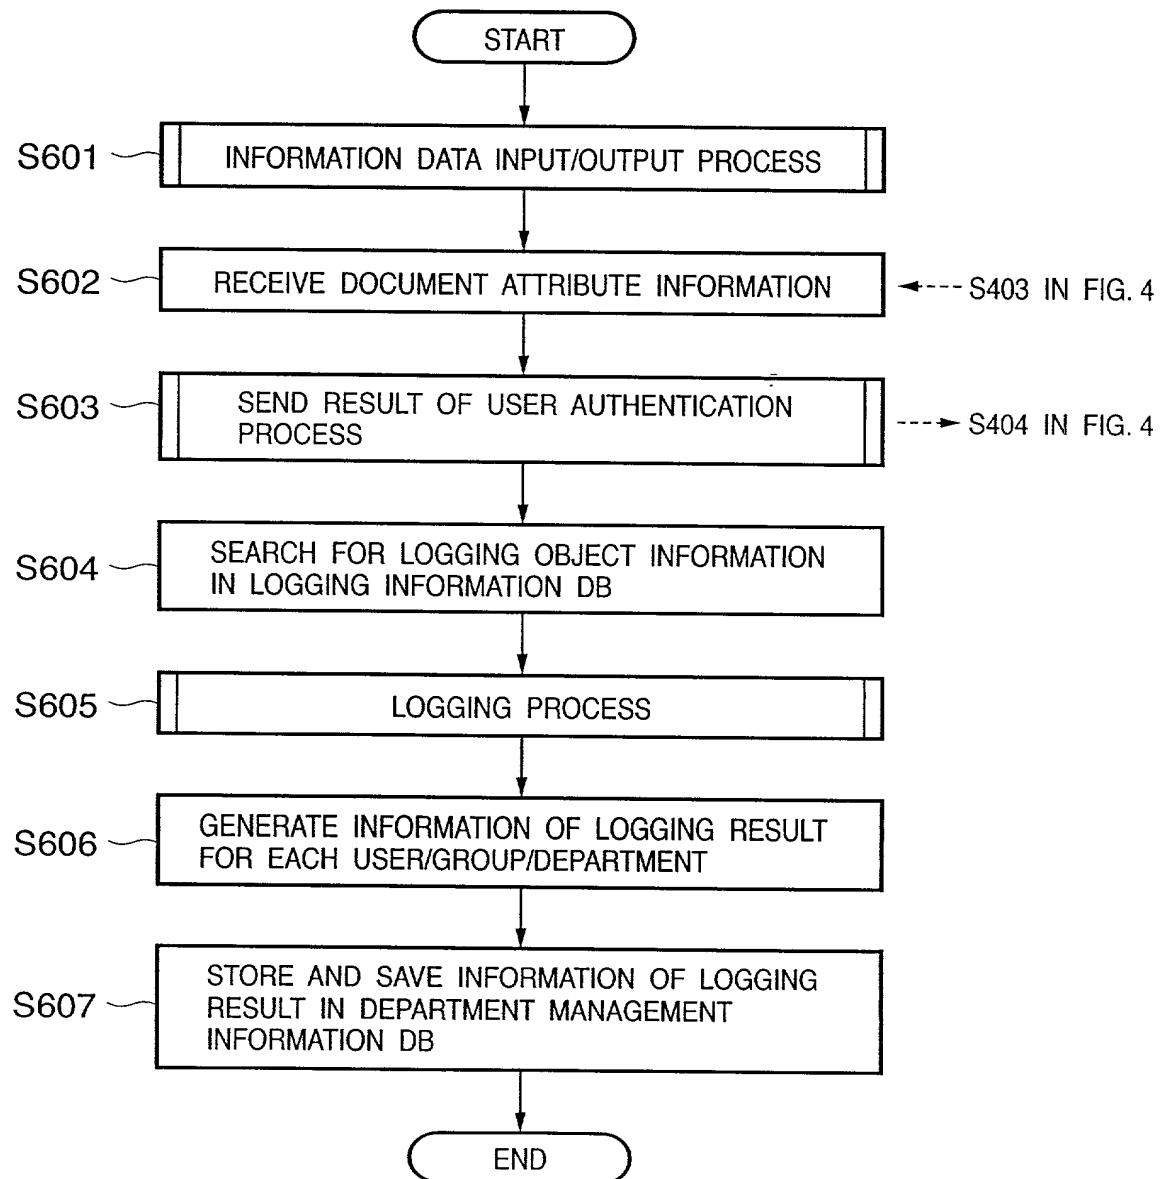 START
S601
INFORMATION DATA INPUT/OUTPUT PROCESS
S602
RECEIVE DOCUMENT ATTRIBUTE INFORMATION
S403 IN FIG. 4
S603
SEND RESULT OF USER AUTHENTICATION
PROCESS
S404 IN FIG. 4
S604
SEARCH FOR LOGGING OBJECT INFORMATION
IN LOGGING INFORMATION DB
S605
LOGGING PROCESS
S606
GENERATE INFORMATION OF LOGGING RESULT
FOR EACH USER/GROUP/DEPARTMENT
S607
STORE AND SAVE INFORMATION OF LOGGING
RESULT IN DEPARTMENT MANAGEMENT
INFORMATION DB
END